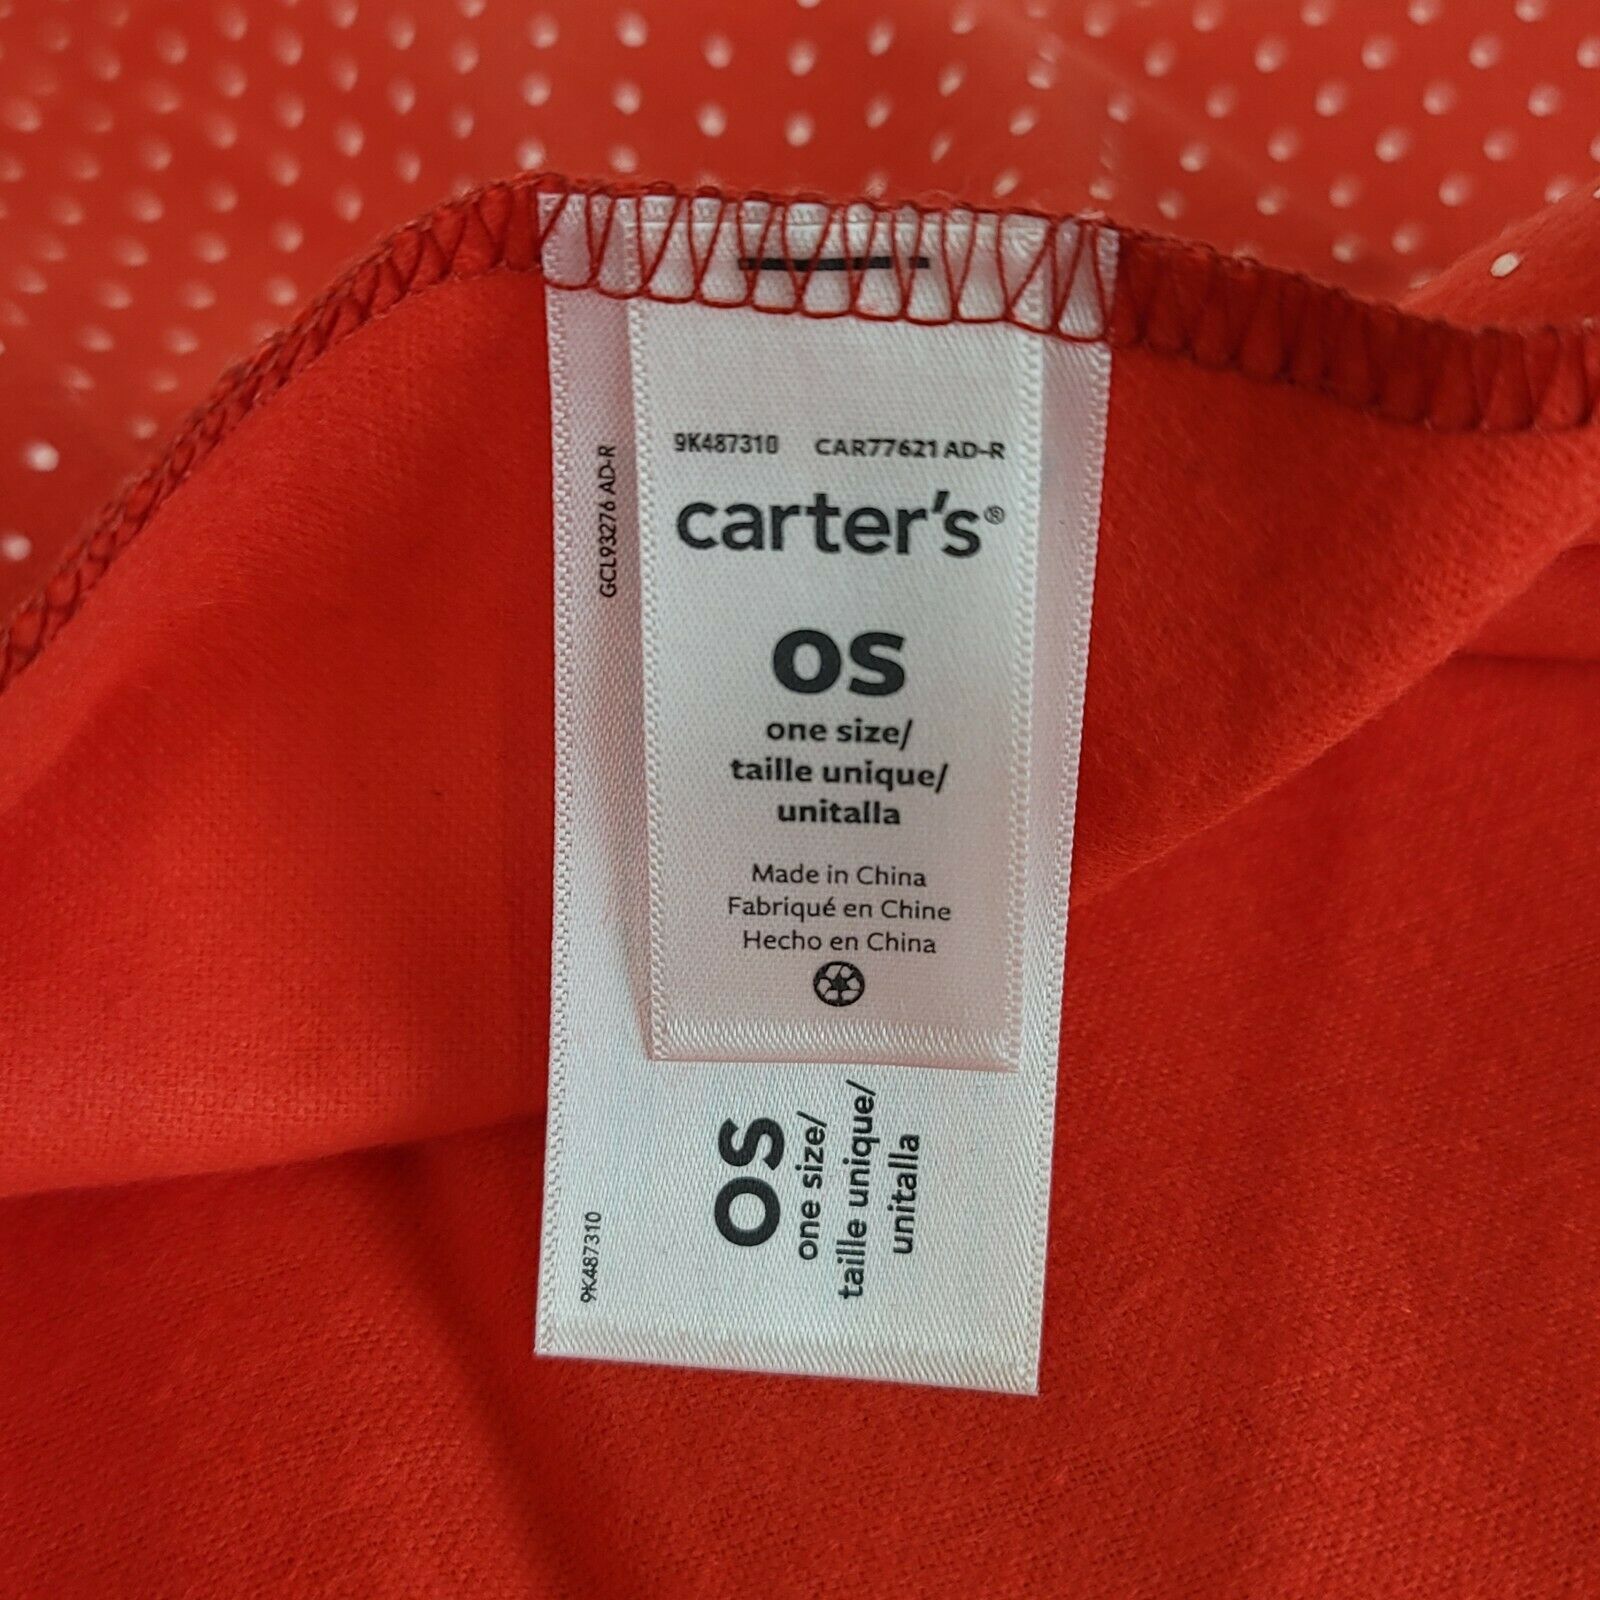 9K487310 CAR77621 AD-R
carter's®
OS
one size/
taille unique/
unitalla
Made in China
Fabriqué en Chine
Hecho en China
GCL93276 AD-R
9K487310
OS
one size/
taille unique/
unitalla